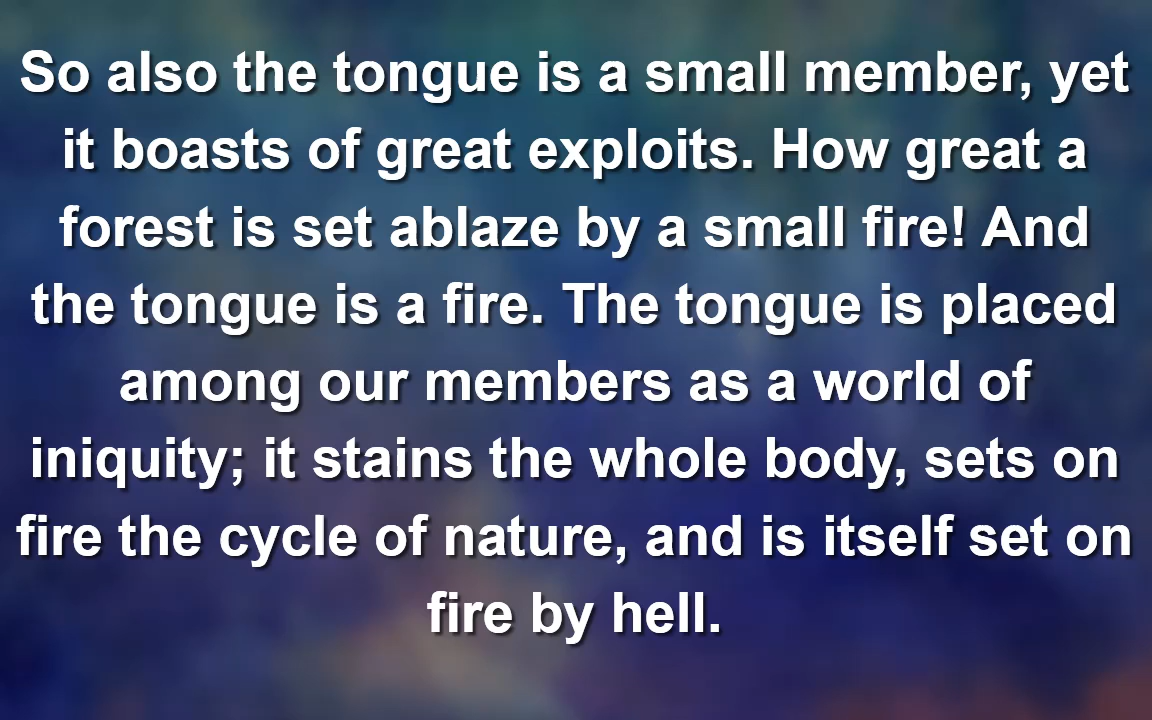 So also the tongue is a small member, yet
it boasts of great exploits. How great a
forest is set ablaze by a small fire! And
the tongue is a fire. The tongue is placed
among our members as a world of
iniquity; it stains the whole body, sets on
fire the cycle of nature, and is itself set on
fire by hell.